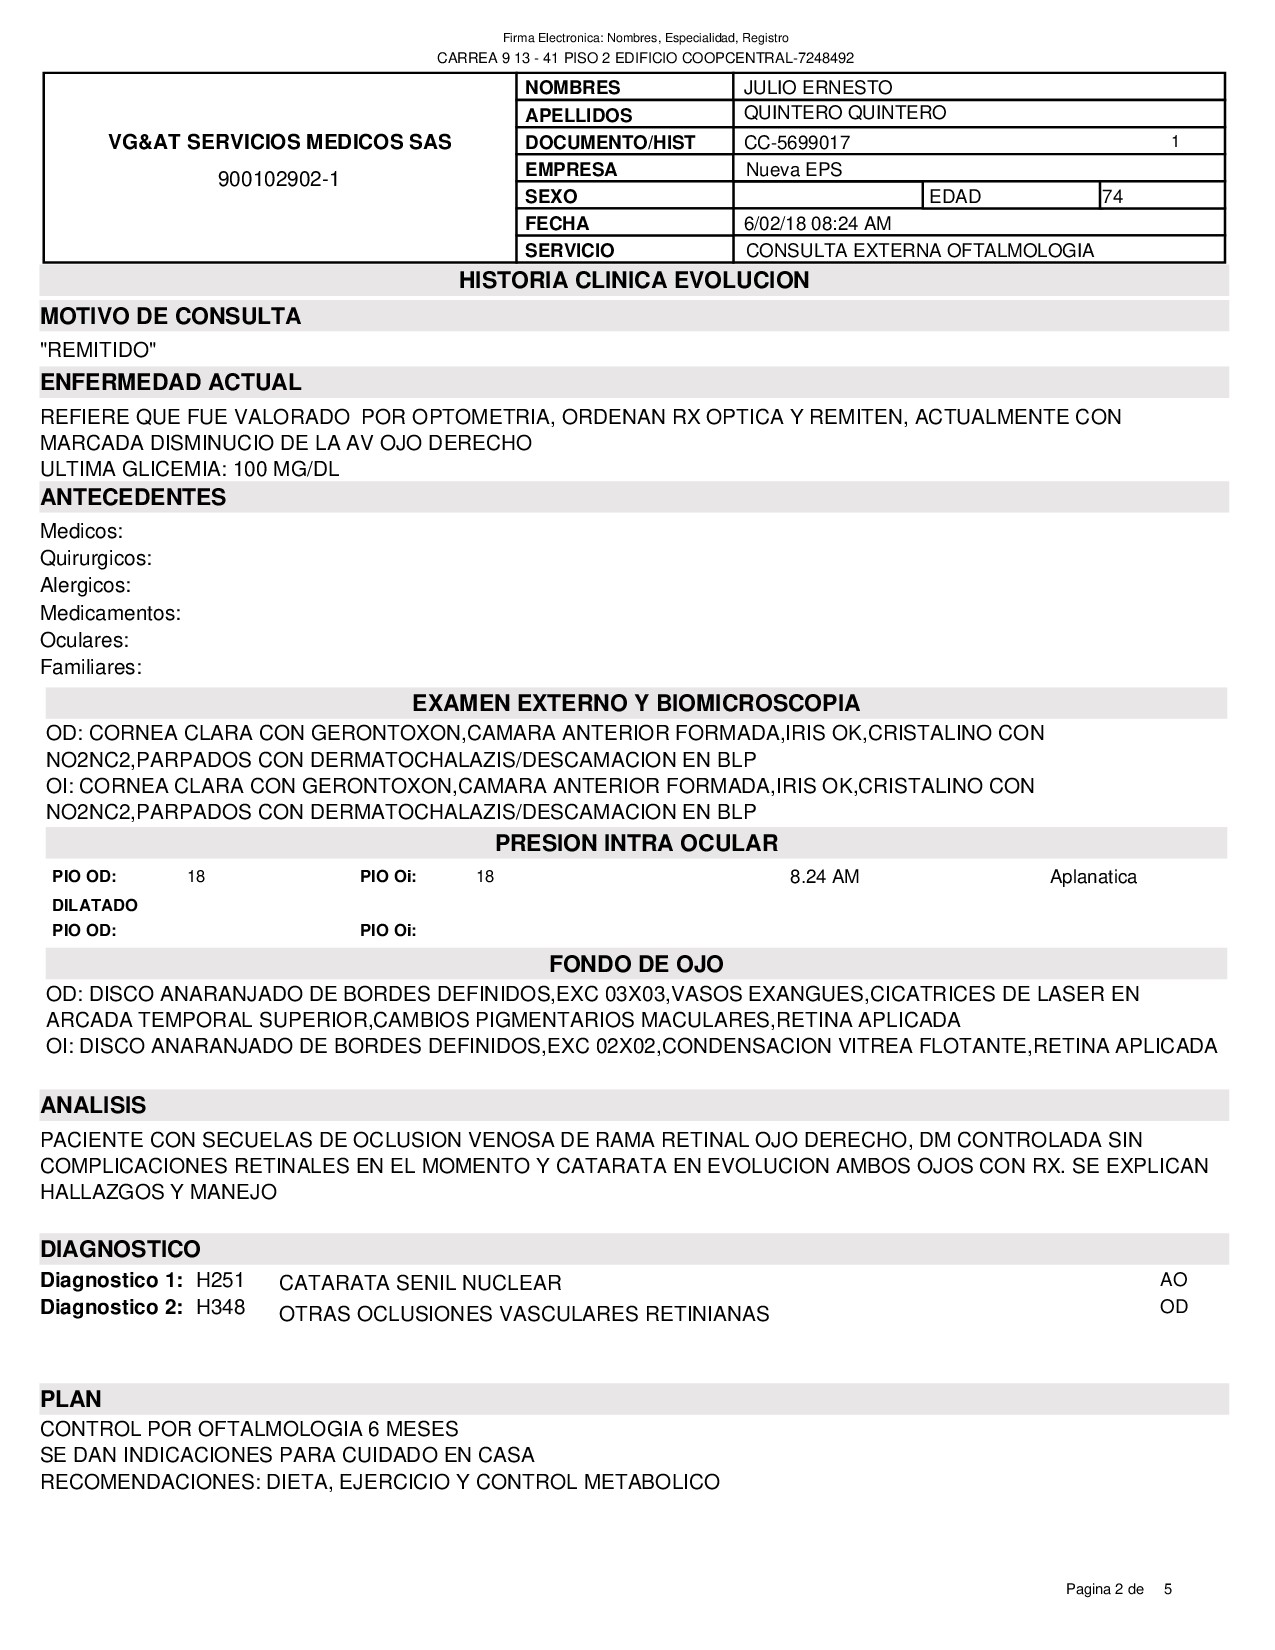 Firma Electronica: Nombres, Especialidad, Registro
CARREA 9 13 - 41 PISO 2 EDIFICIO COOPCENTRAL-7248492
VG&AT SERVICIOS MEDICOS SAS
900102902-1
NOMBRES JULIO ERNESTO
APELLIDOS QUINTERO QUINTERO
DOCUMENTO/HIST CC-5699017 1
EMPRESA Nueva EPS
SEXO EDAD 74
FECHA 6/02/18 08:24 AM
SERVICIO CONSULTA EXTERNA OFTALMOLOGIA
HISTORIA CLINICA EVOLUCION
MOTIVO DE CONSULTA
"REMITIDO"
ENFERMEDAD ACTUAL
REFIERE QUE FUE VALORADO POR OPTOMETRIA, ORDENAN RX OPTICA Y REMITEN, ACTUALMENTE CON
MARCADA DISMINUCIO DE LA AV OJO DERECHO
ULTIMA GLICEMIA: 100 MG/DL
ANTECEDENTES
Medicos:
Quirurgicos:
Alergicos:
Medicamentos:
Oculares:
Familiares:
EXAMEN EXTERNO Y BIOMICROSCOPIA
OD: CORNEA CLARA CON GERONTOXON,CAMARA ANTERIOR FORMADA,IRIS OK,CRISTALINO CON
NO2NC2,PARPADOS CON DERMATOCHALAZIS/DESCAMACION EN BLP
OI: CORNEA CLARA CON GERONTOXON,CAMARA ANTERIOR FORMADA,IRIS OK,CRISTALINO CON
NO2NC2,PARPADOS CON DERMATOCHALAZIS/DESCAMACION EN BLP
PRESION INTRA OCULAR
PIO OD: 18 PIO Oi: 18 8.24 AM Aplanatica
DILATADO
PIO OD: PIO Oi:
FONDO DE OJO
OD: DISCO ANARANJADO DE BORDES DEFINIDOS,EXC 03X03,VASOS EXANGUES,CICATRICES DE LASER EN
ARCADA TEMPORAL SUPERIOR,CAMBIOS PIGMENTARIOS MACULARES,RETINA APLICADA
OI: DISCO ANARANJADO DE BORDES DEFINIDOS,EXC 02X02,CONDENSACION VITREA FLOTANTE,RETINA APLICADA
ANALISIS
PACIENTE CON SECUELAS DE OCLUSION VENOSA DE RAMA RETINAL OJO DERECHO, DM CONTROLADA SIN
COMPLICACIONES RETINALES EN EL MOMENTO Y CATARATA EN EVOLUCION AMBOS OJOS CON RX. SE EXPLICAN
HALLAZGOS Y MANEJO
DIAGNOSTICO
Diagnostico 1: H251 CATARATA SENIL NUCLEAR AO
Diagnostico 2: H348 OTRAS OCLUSIONES VASCULARES RETINIANAS OD
PLAN
CONTROL POR OFTALMOLOGIA 6 MESES
SE DAN INDICACIONES PARA CUIDADO EN CASA
RECOMENDACIONES: DIETA, EJERCICIO Y CONTROL METABOLICO
Pagina 2 de 5